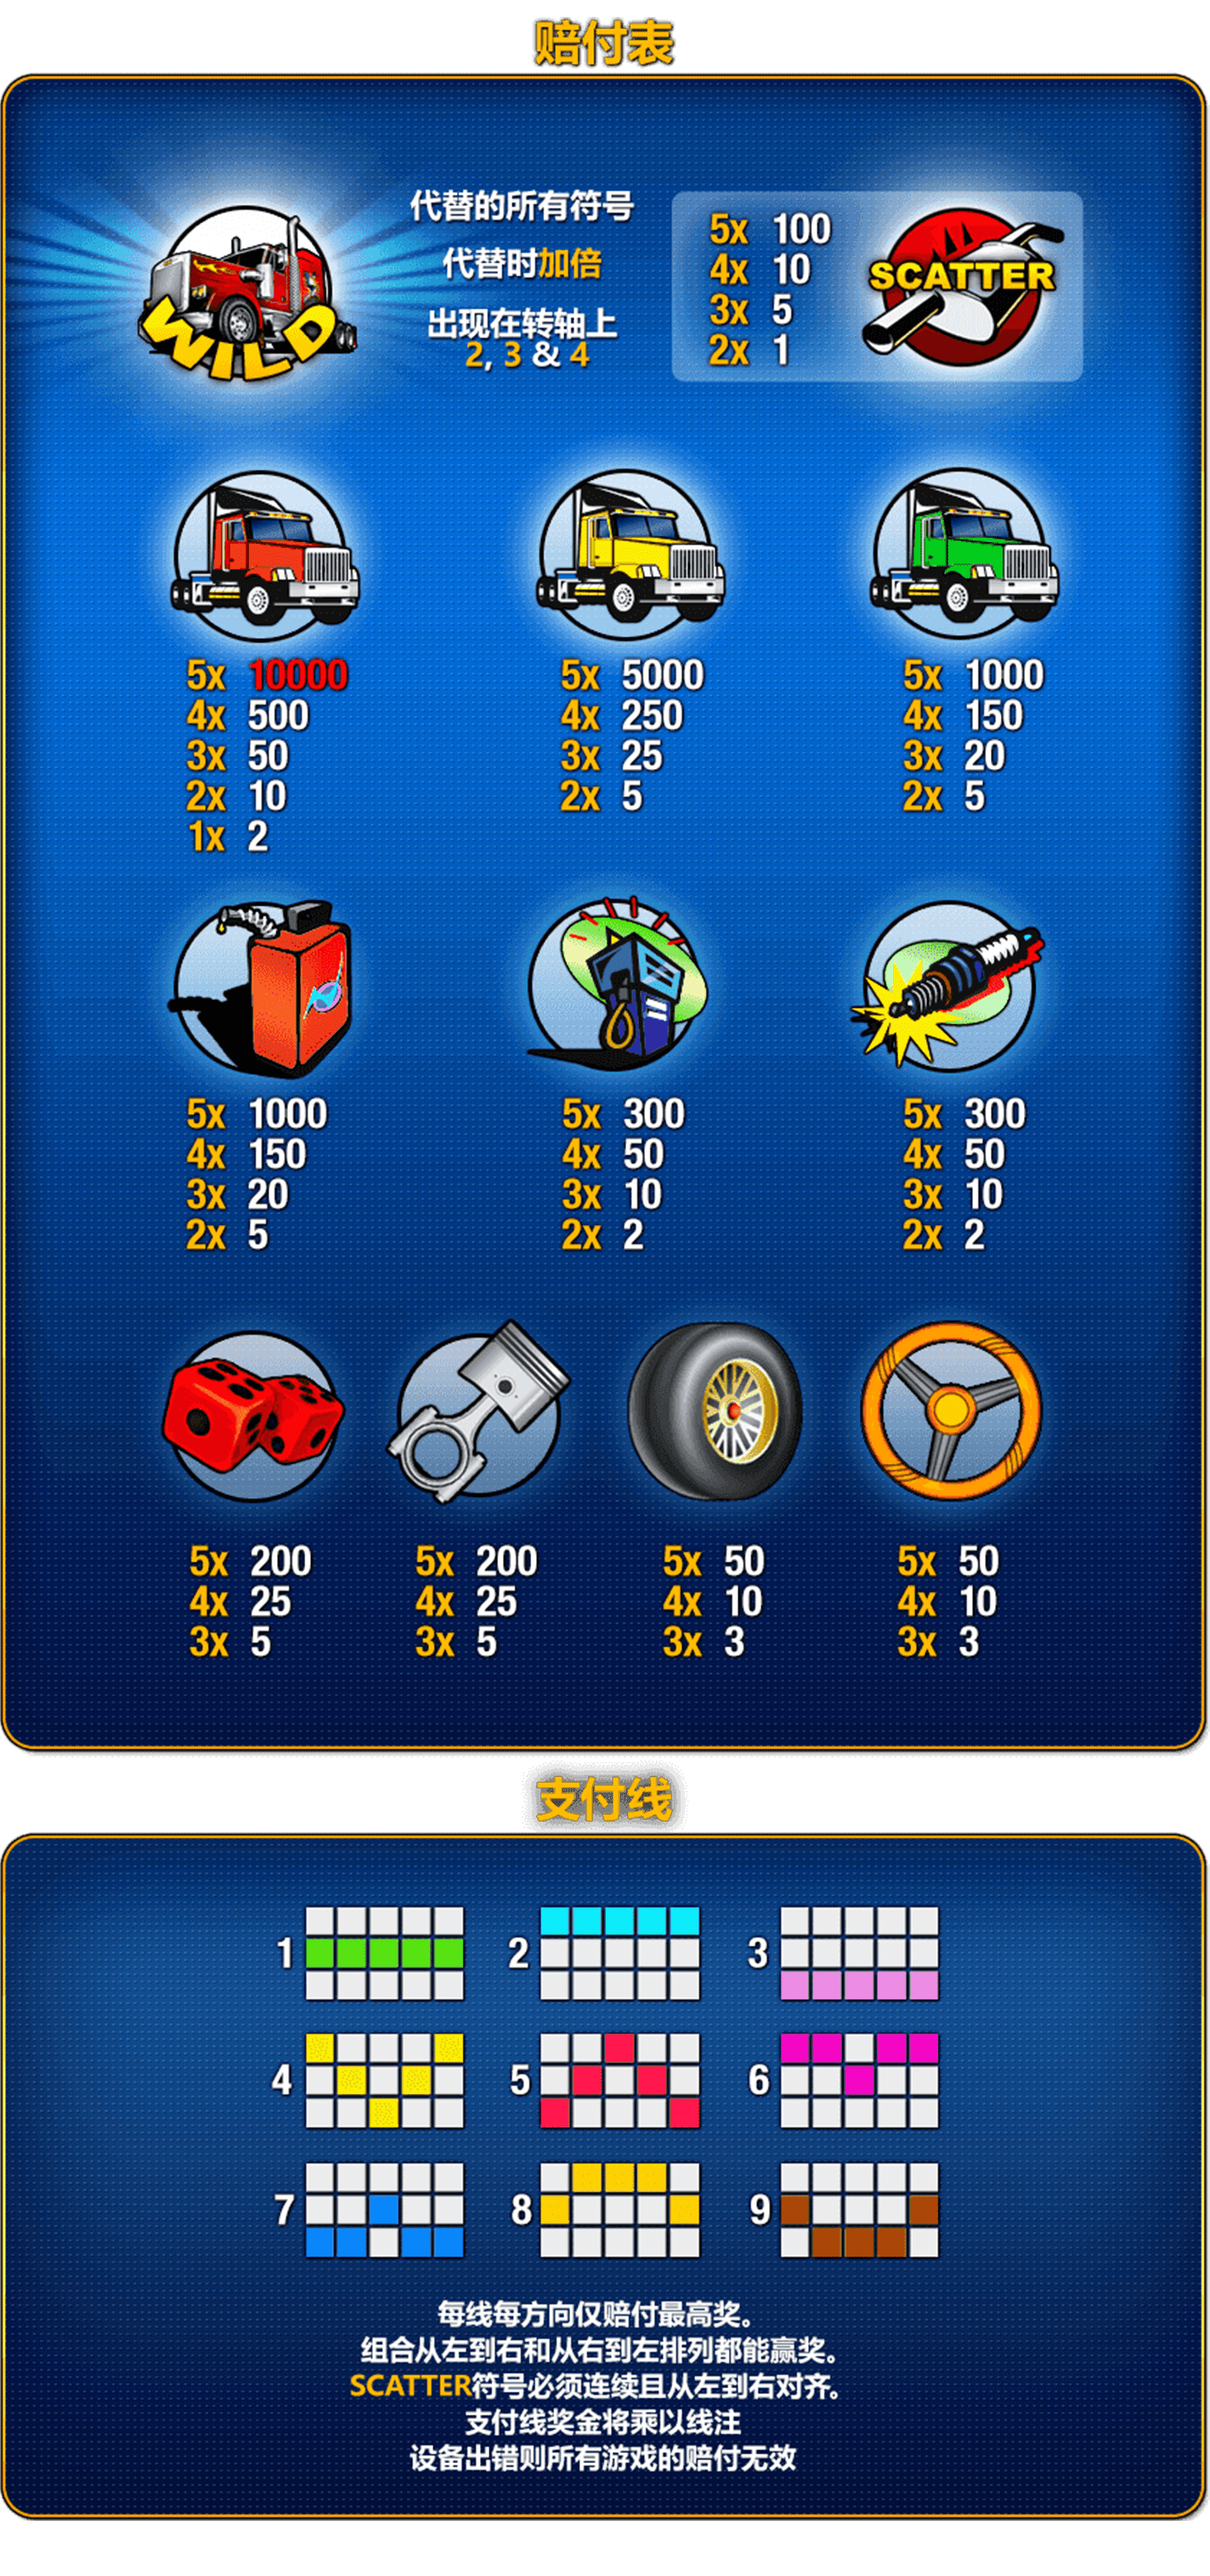 赔付表
代替的所有符号
代替时加倍
出现在转轴上
2, 3 & 4
WILD
5x 100
4x 10
3x 5
2x 1
SCATTER
5x 10000
4x 500
3x 50
2x 10
1x 2
5x 5000
4x 250
3x 25
2x 5
5x 1000
4x 150
3x 20
2x 5
5x 1000
4x 150
3x 20
2x 5
5x 300
4x 50
3x 10
2x 2
5x 300
4x 50
3x 10
2x 2
5x 200
4x 25
3x 5
5x 200
4x 25
3x 5
5x 50
4x 10
3x 3
5x 50
4x 10
3x 3
支付线
1
2
3
4
5
6
7
8
9
每线每方向仅赔付最高奖。
组合从左到右和从右到左排列都能赢奖。
SCATTER符号必须连续且从左到右对齐。
支付线奖金将乘以线注
设备出错则所有游戏的赔付无效